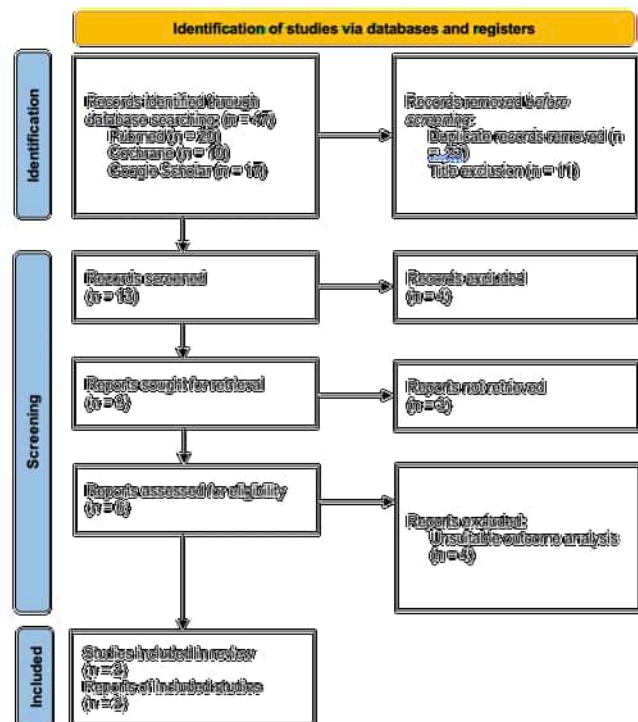 Identification of studies via databases and registers
Identification
Records identified through
database searching: (n = 47)
Pubmed (n = 20)
Cochrane (n = 10)
Google Scholar (n = 17)
Records removed before
screening:
Duplicate records removed (n
= 23)
Title exclusion (n = 11)
Screening
Records screened
(n = 13)
Records excluded
(n = 4)
Reports sought for retrieval
(n = 9)
Reports not retrieved
(n = 3)
Reports assessed for eligibility
(n = 6)
Reports excluded:
Unsuitable outcome analysis
(n = 4)
Included
Studies included in review
(n = 2)
Reports of included studies
(n = 2)